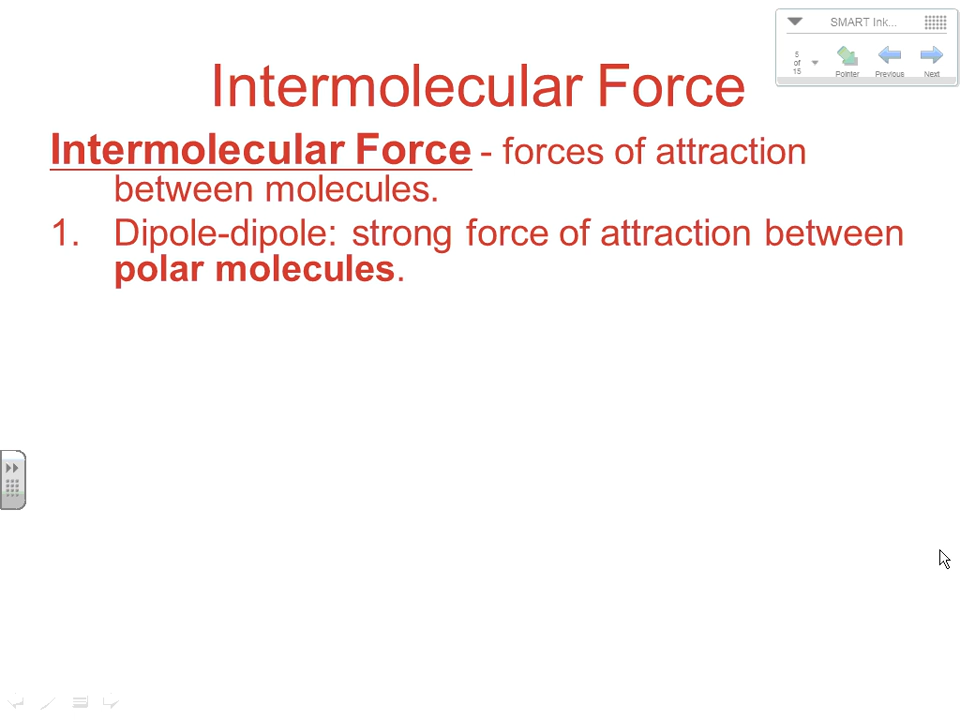 SMART Ink...
5
of
15
Pointer Previous Next
Intermolecular Force
Intermolecular Force - forces of attraction
between molecules.
1. Dipole-dipole: strong force of attraction between
polar molecules.